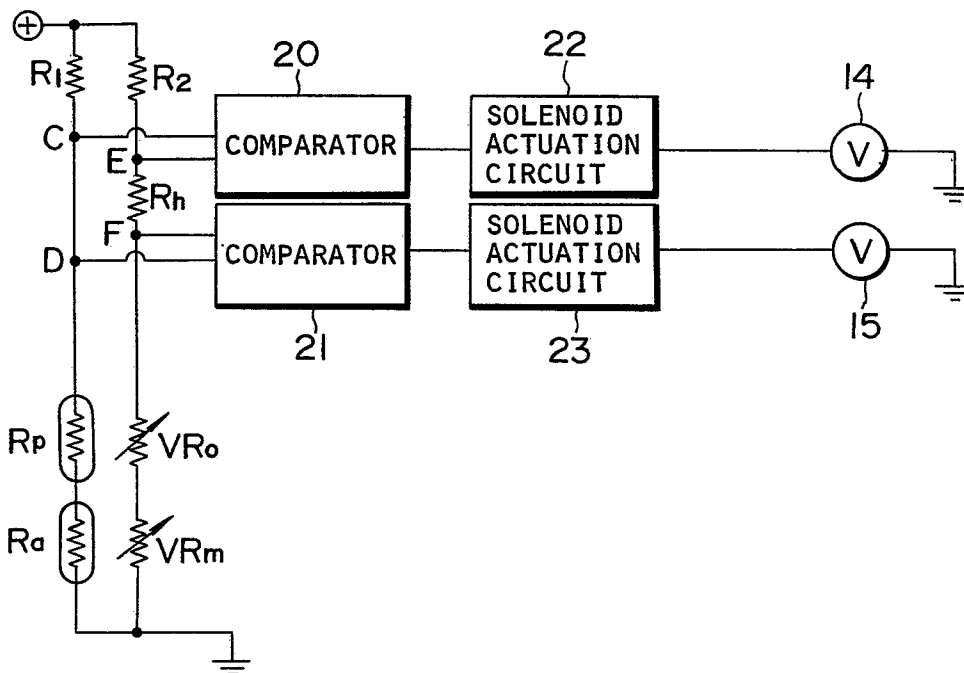 +
R1
R2
20
22
14
C
E
COMPARATOR
SOLENOID
ACTUATION
CIRCUIT
V
Rh
F
D
COMPARATOR
SOLENOID
ACTUATION
CIRCUIT
V
21
23
15
Rp
VRo
Ra
VRm